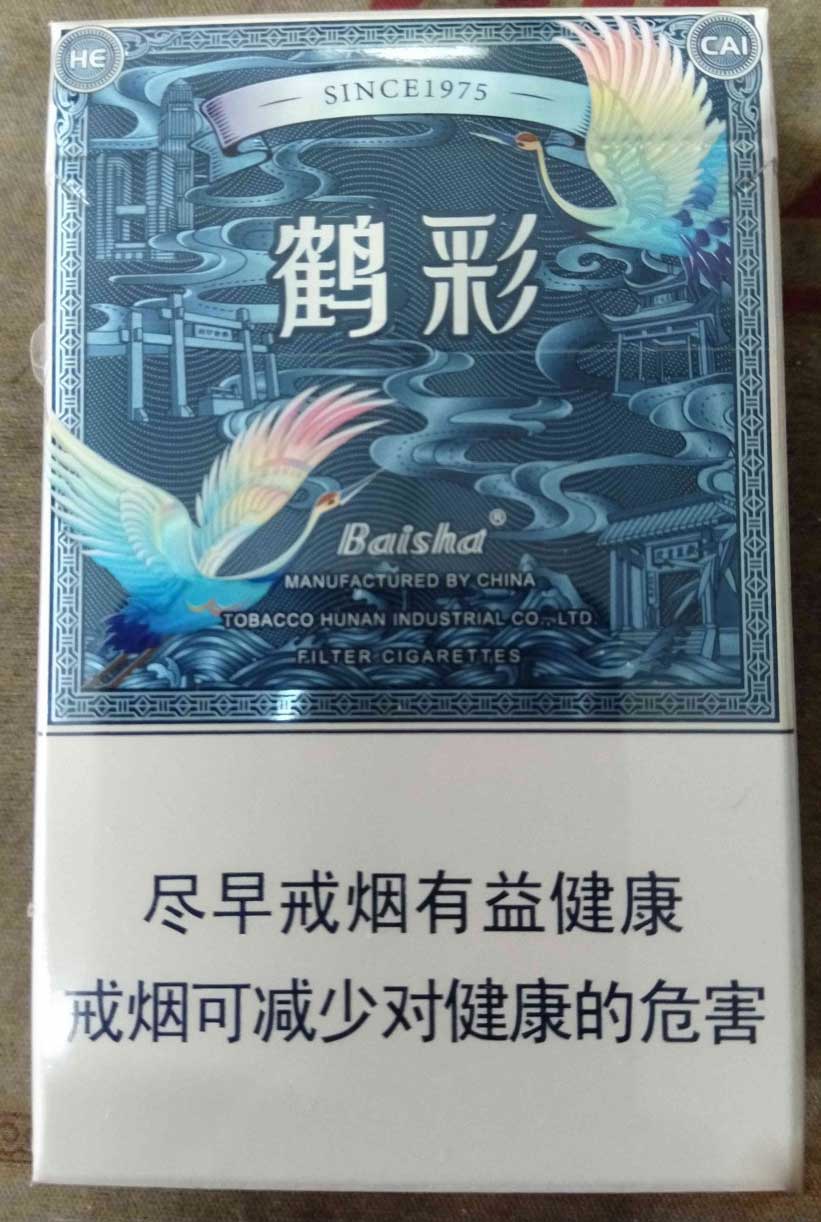 HE
CAI
SINCE1975
鹤彩
Baisha®
MANUFACTURED BY CHINA
TOBACCO HUNAN INDUSTRIAL CO.,LTD.
FILTER CIGARETTES
尽早戒烟有益健康
戒烟可减少对健康的危害